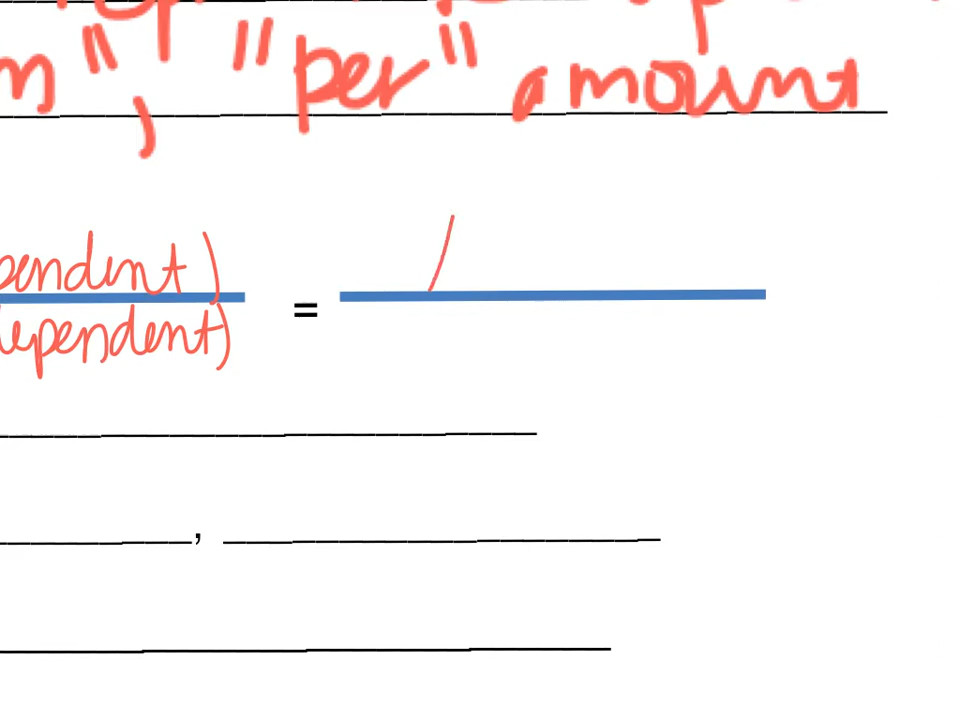 n", "per" amount
pendent)
=
ependent)
,